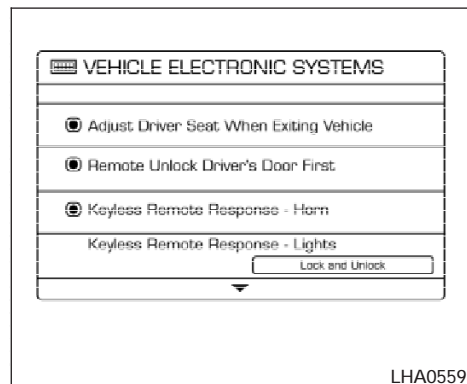 VEHICLE ELECTRONIC SYSTEMS
Adjust Driver Seat When Exiting Vehicle
Remote Unlock Driver's Door First
Keyless Remote Response - Horn
Keyless Remote Response - Lights
Lock and Unlock
LHA0559